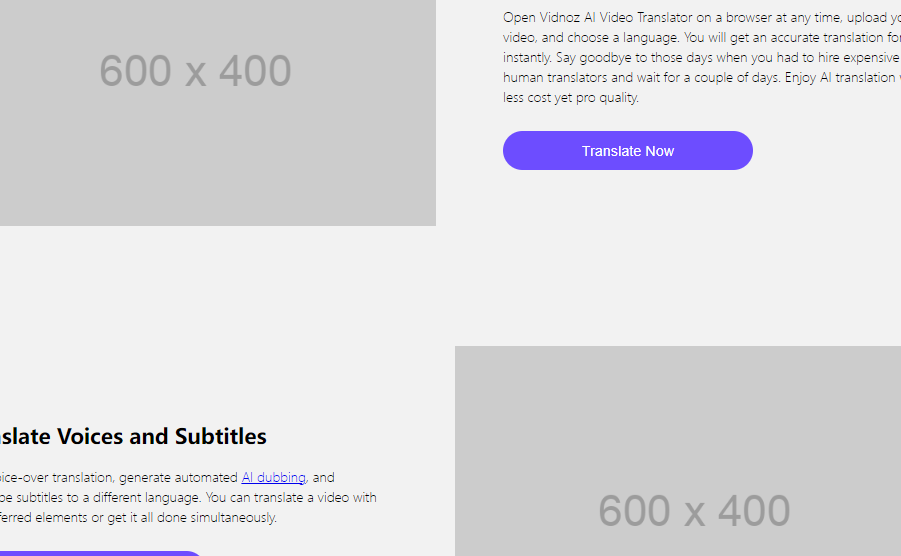 Open Vidnoz AI Video Translator on a browser at any time, upload
video, and choose a language. You will get an accurate translation
instantly. Say goodbye to those days when you had to hire expensive
human translators and wait for a couple of days. Enjoy AI translation
less cost yet pro quality.
600 x 400
Translate Now
slate Voices and Subtitles
oice-over translation, generate automated AI dubbing, and
be subtitles to a different language. You can translate a video with
ferred elements or get it all done simultaneously.
600 x 400